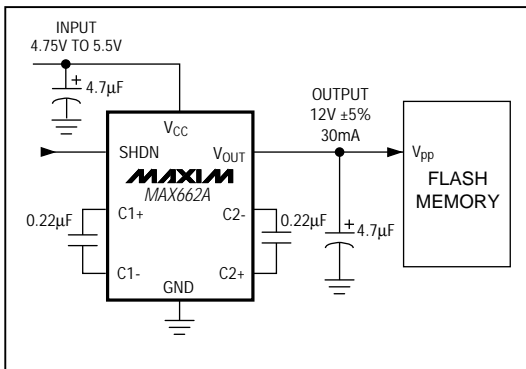 INPUT
4.75V TO 5.5V
+
4.7µF
VCC
SHDN
VOUT
MAXIM
MAX662A
C1+
C2-
0.22µF
0.22µF
C1-
C2+
GND
OUTPUT
12V ±5%
30mA
+
4.7µF
Vpp
FLASH
MEMORY